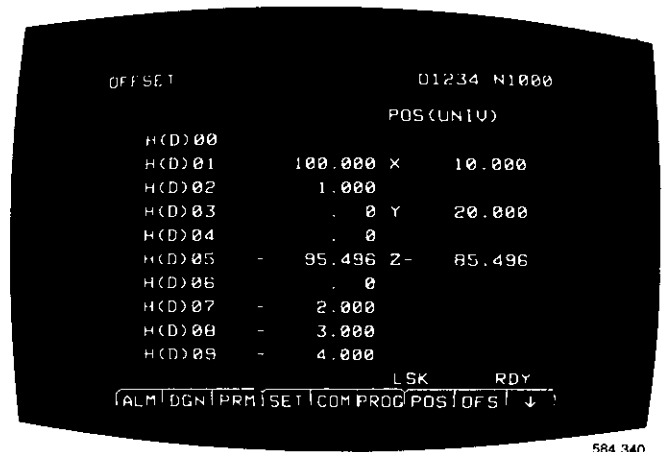 OFFSET O1234 N1000
POS(UNIV)
H(D)00
H(D)01 100.000 X 10.000
H(D)02 1.000
H(D)03 . 0 Y 20.000
H(D)04 . 0
H(D)05 - 95.496 Z- 85.496
H(D)06 . 0
H(D)07 - 2.000
H(D)08 - 3.000
H(D)09 - 4.000
LSK RDY
ALM DGN PRM SET COM PROG POS OFS ↓
584 340